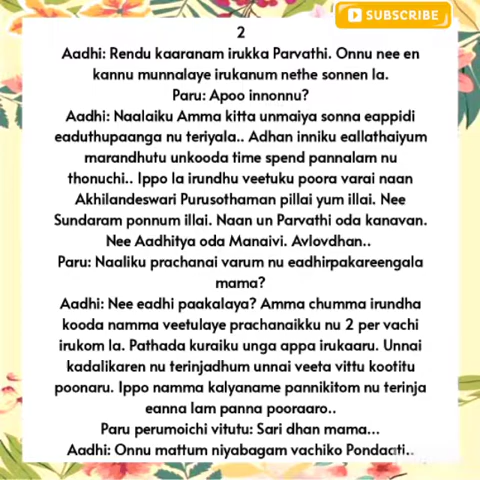 SUBSCRIBE
2
Aadhi: Rendu kaaranam irukka Parvathi. Onnu nee en
kannu munnalaye irukanum nethe sonnen la.
Paru: Apoo innonnu?
Aadhi: Naalaiku Amma kitta unmaiya sonna eappidi
eaduthupaanga nu teriyala.. Adhan inniku eallathaiyum
marandhutu unkooda time spend pannalam nu
thonuchi.. Ippo la irundhu veetuku poora varai naan
Akhilandeswari Purusothaman pillai yum illai. Nee
Sundaram ponnum illai. Naan un Parvathi oda kanavan.
Nee Aadhitya oda Manaivi. Avlovdhan..
Paru: Naaliku prachanai varum nu eadhirpakareengala
mama?
Aadhi: Nee eadhi paakalaya? Amma chumma irundha
kooda namma veetulaye prachanaikku nu 2 per vachi
irukom la. Pathada kuraiku unga appa irukaaru. Unnai
kadalikaren nu terinjadhum unnai veeta vittu kootitu
poonaru. Ippo namma kalyaname pannikitom nu terinja
eanna lam panna pooraaro..
Paru perumoichi vitutu: Sari dhan mama...
Aadhi: Onnu mattum niyabagam vachiko Pondaati..